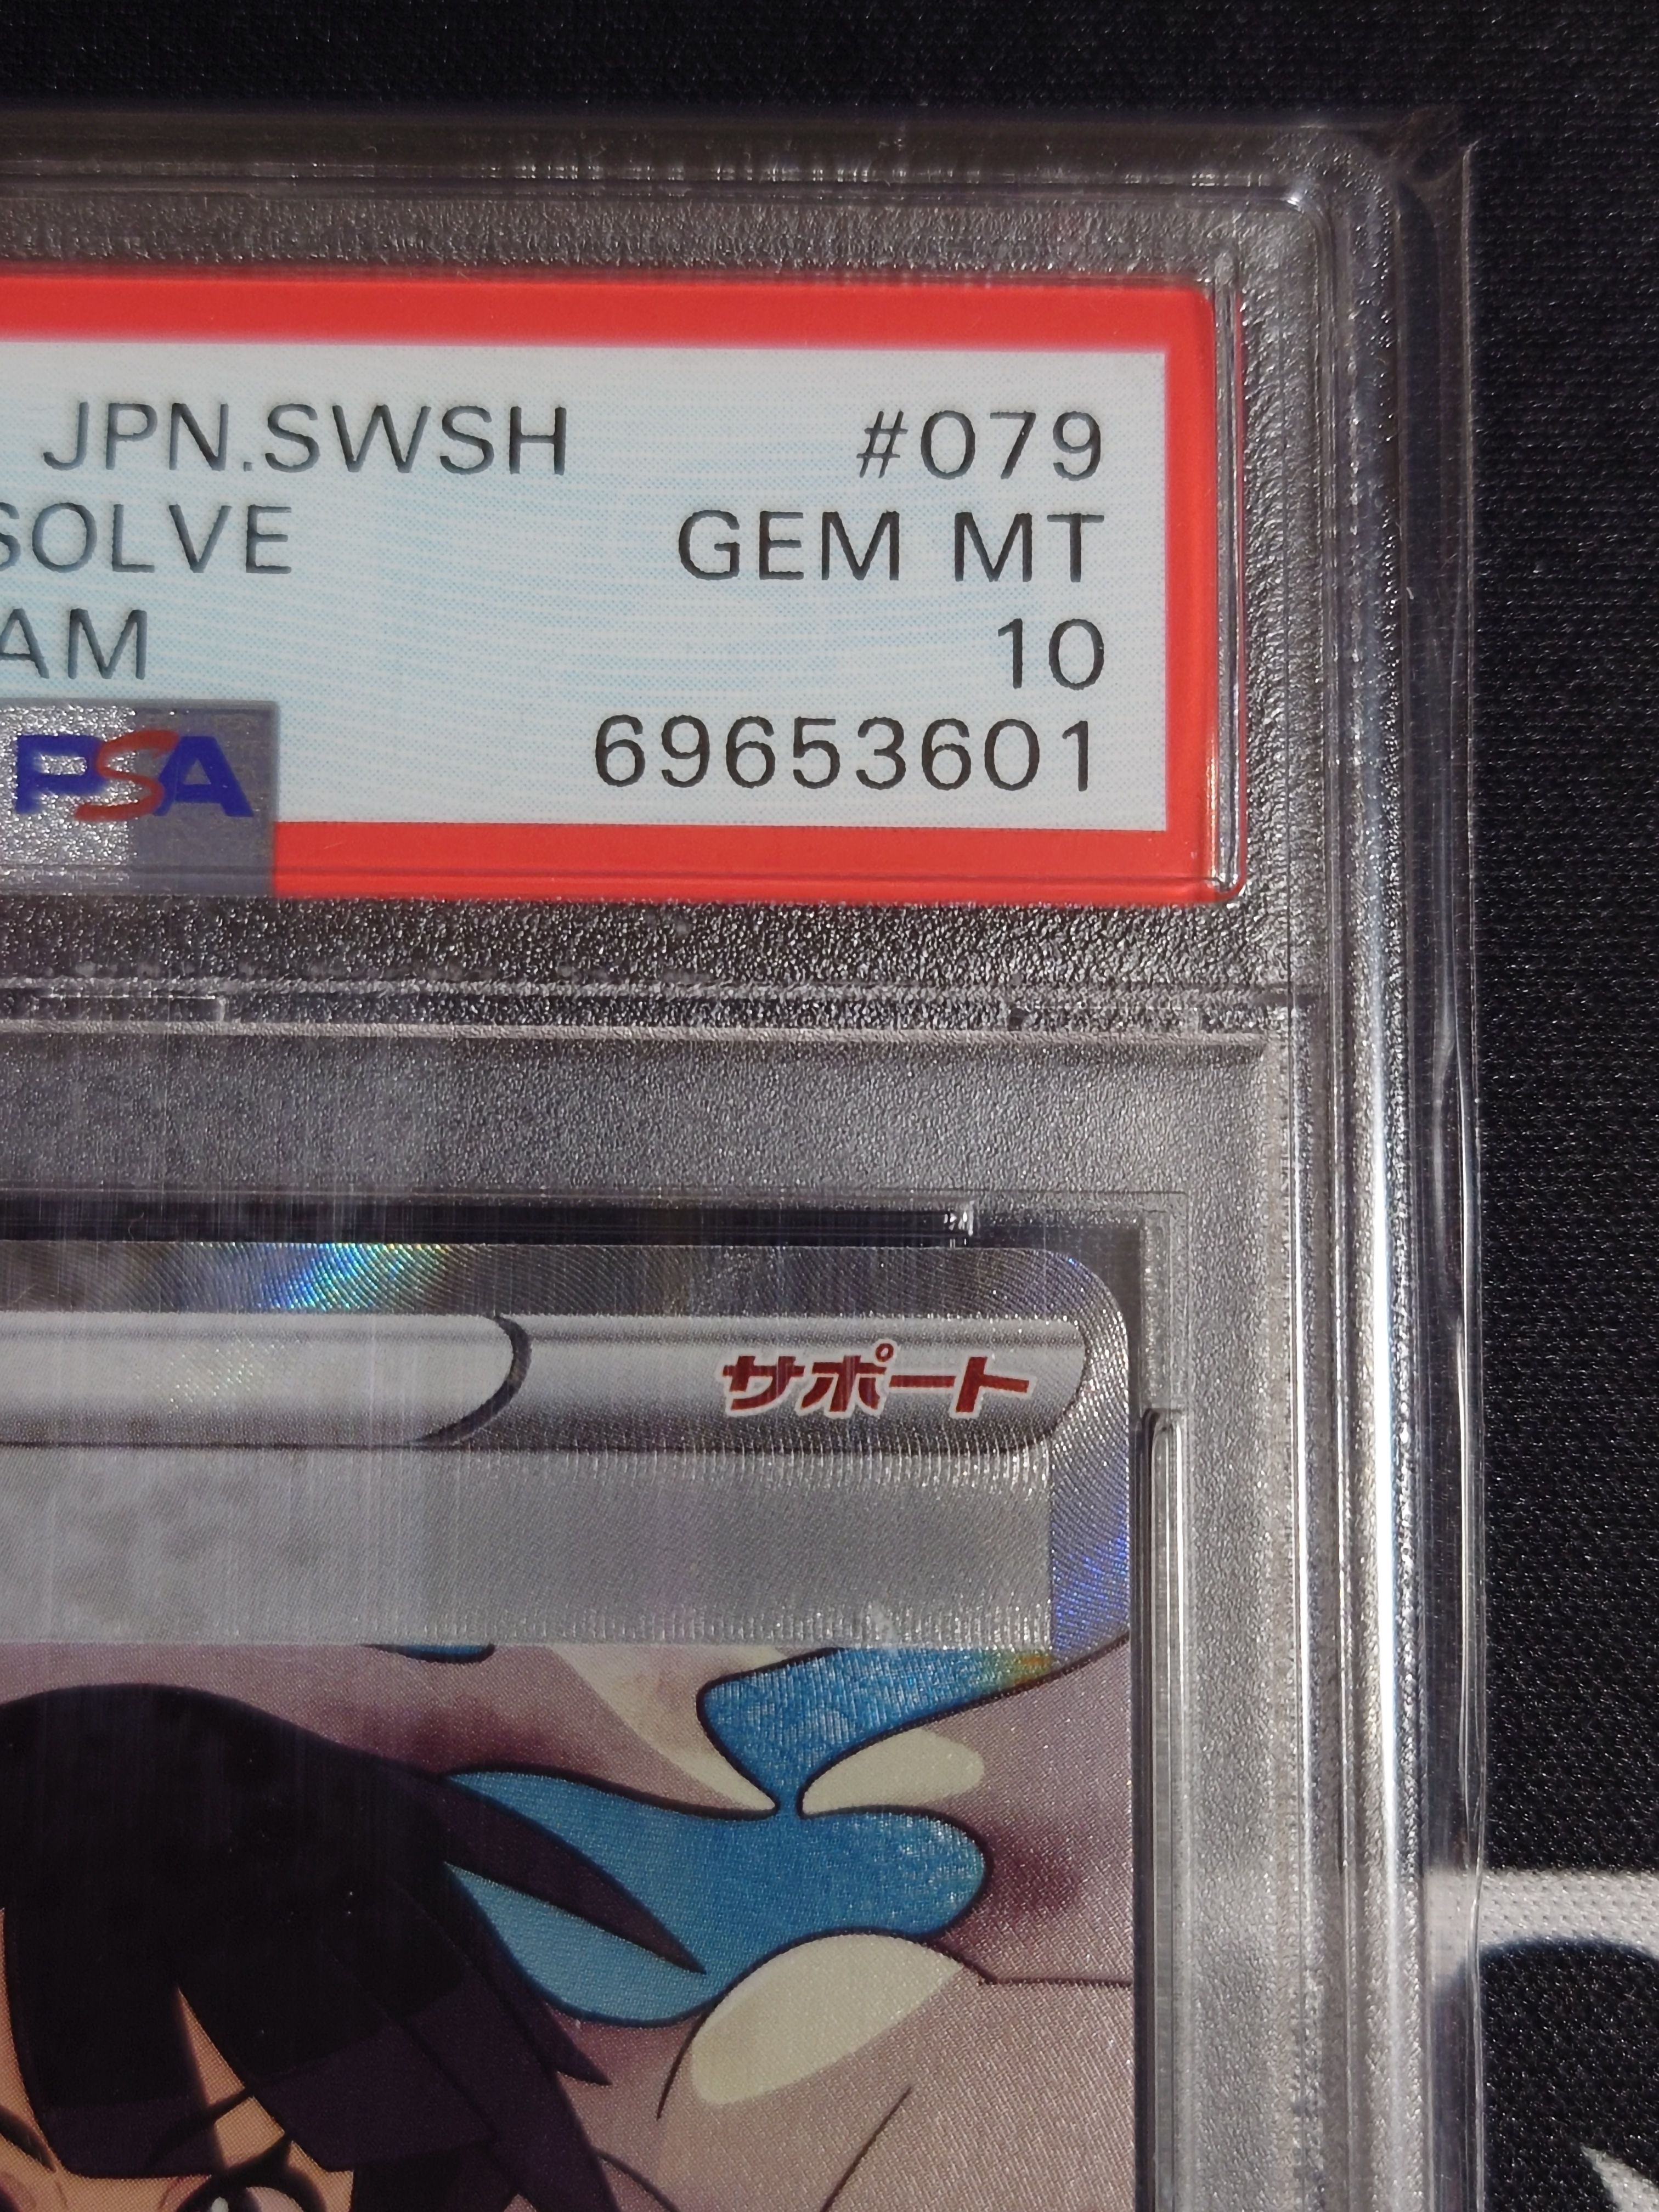 JPN.SWSH #079
SOLVE GEM MT
AM 10
PSA 69653601
サポート